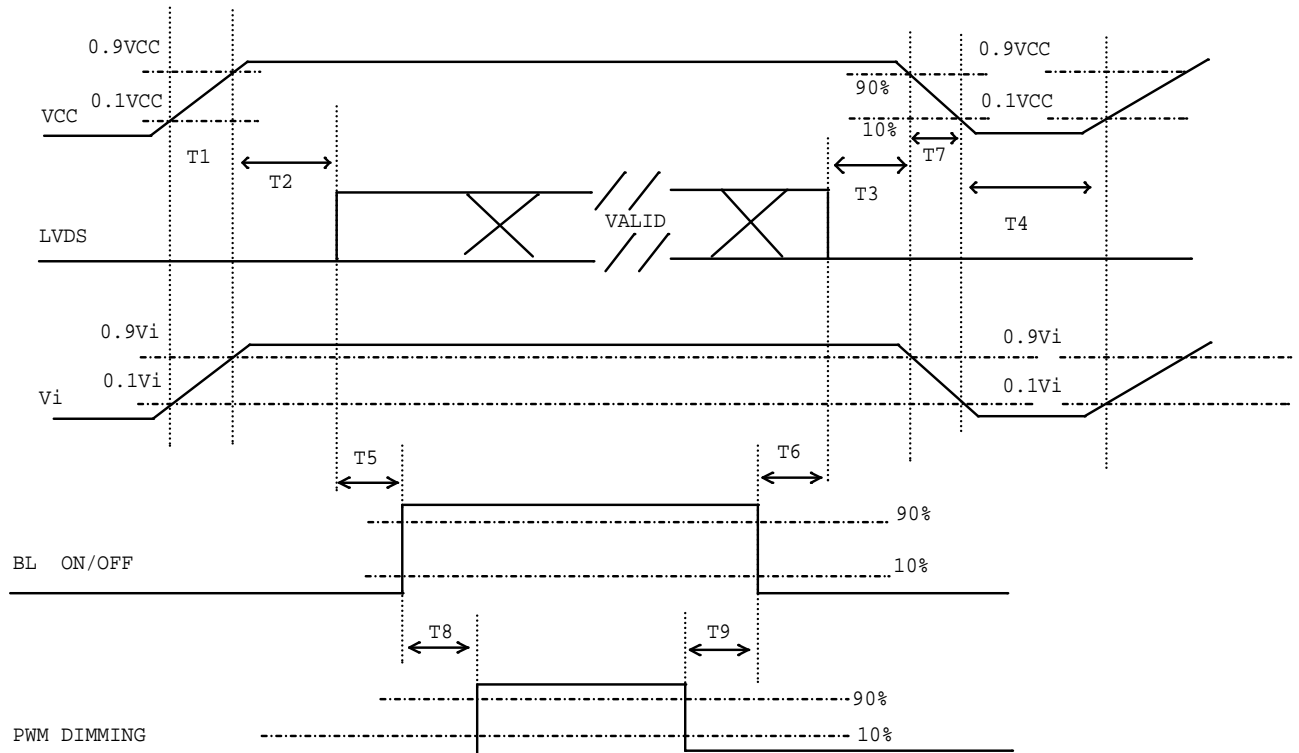 0.9VCC
0.9VCC
90%
0.1VCC
0.1VCC
VCC
10%
T1
T7
T2
T3
VALID
T4
LVDS
0.9Vi
0.9Vi
0.1Vi
0.1Vi
Vi
T5
T6
90%
BL ON/OFF
10%
T8
T9
90%
PWM DIMMING
10%